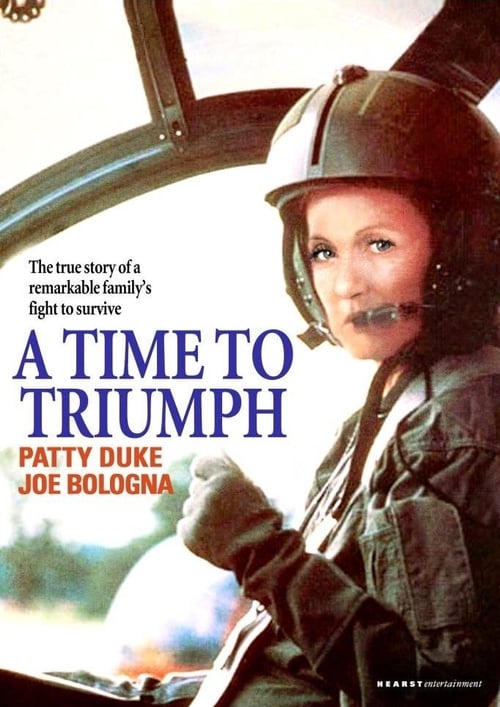 The true story of a
remarkable family's
fight to survive
A TIME TO
TRIUMPH
PATTY DUKE
JOE BOLOGNA
HEARST entertainment